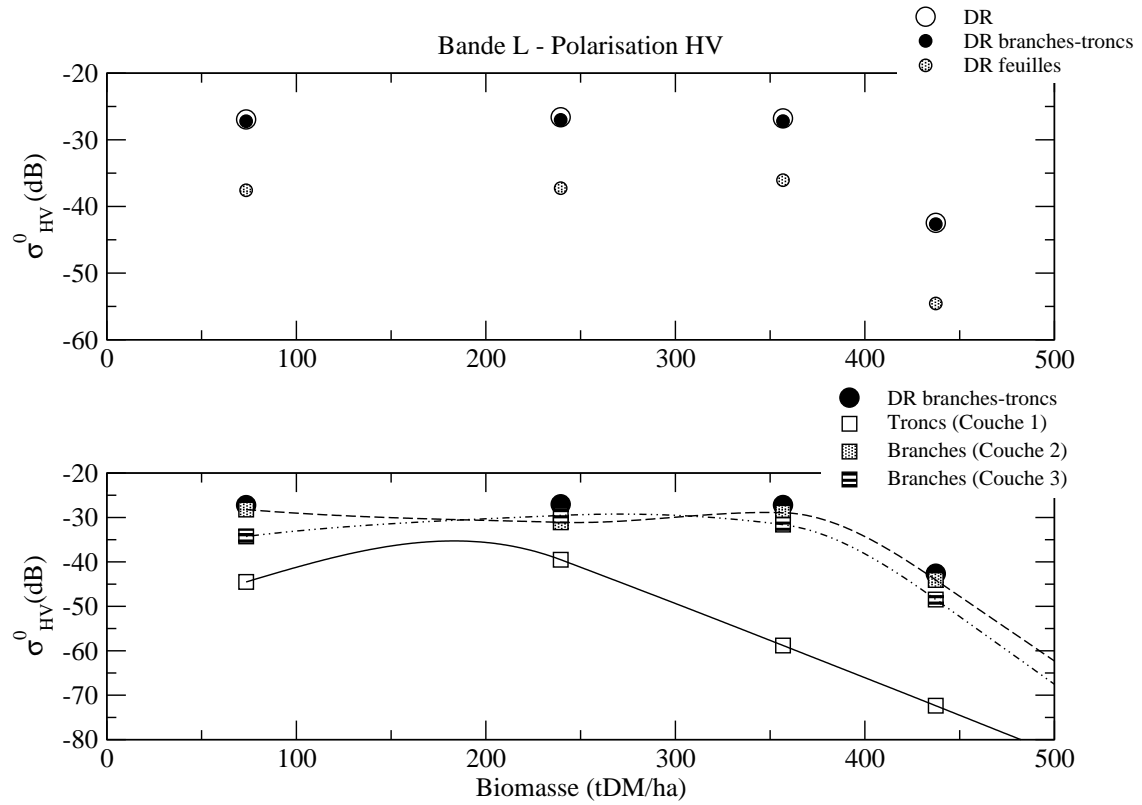 DR
DR branches-troncs
DR feuilles
Bande L - Polarisation HV
-20
-30
-40
-50
-60
σ⁰HV (dB)
0 100 200 300 400 500
DR branches-troncs
Troncs (Couche 1)
Branches (Couche 2)
Branches (Couche 3)
-20
-30
-40
-50
-60
-70
-80
σ⁰HV (dB)
0 100 200 300 400 500
Biomasse (tDM/ha)